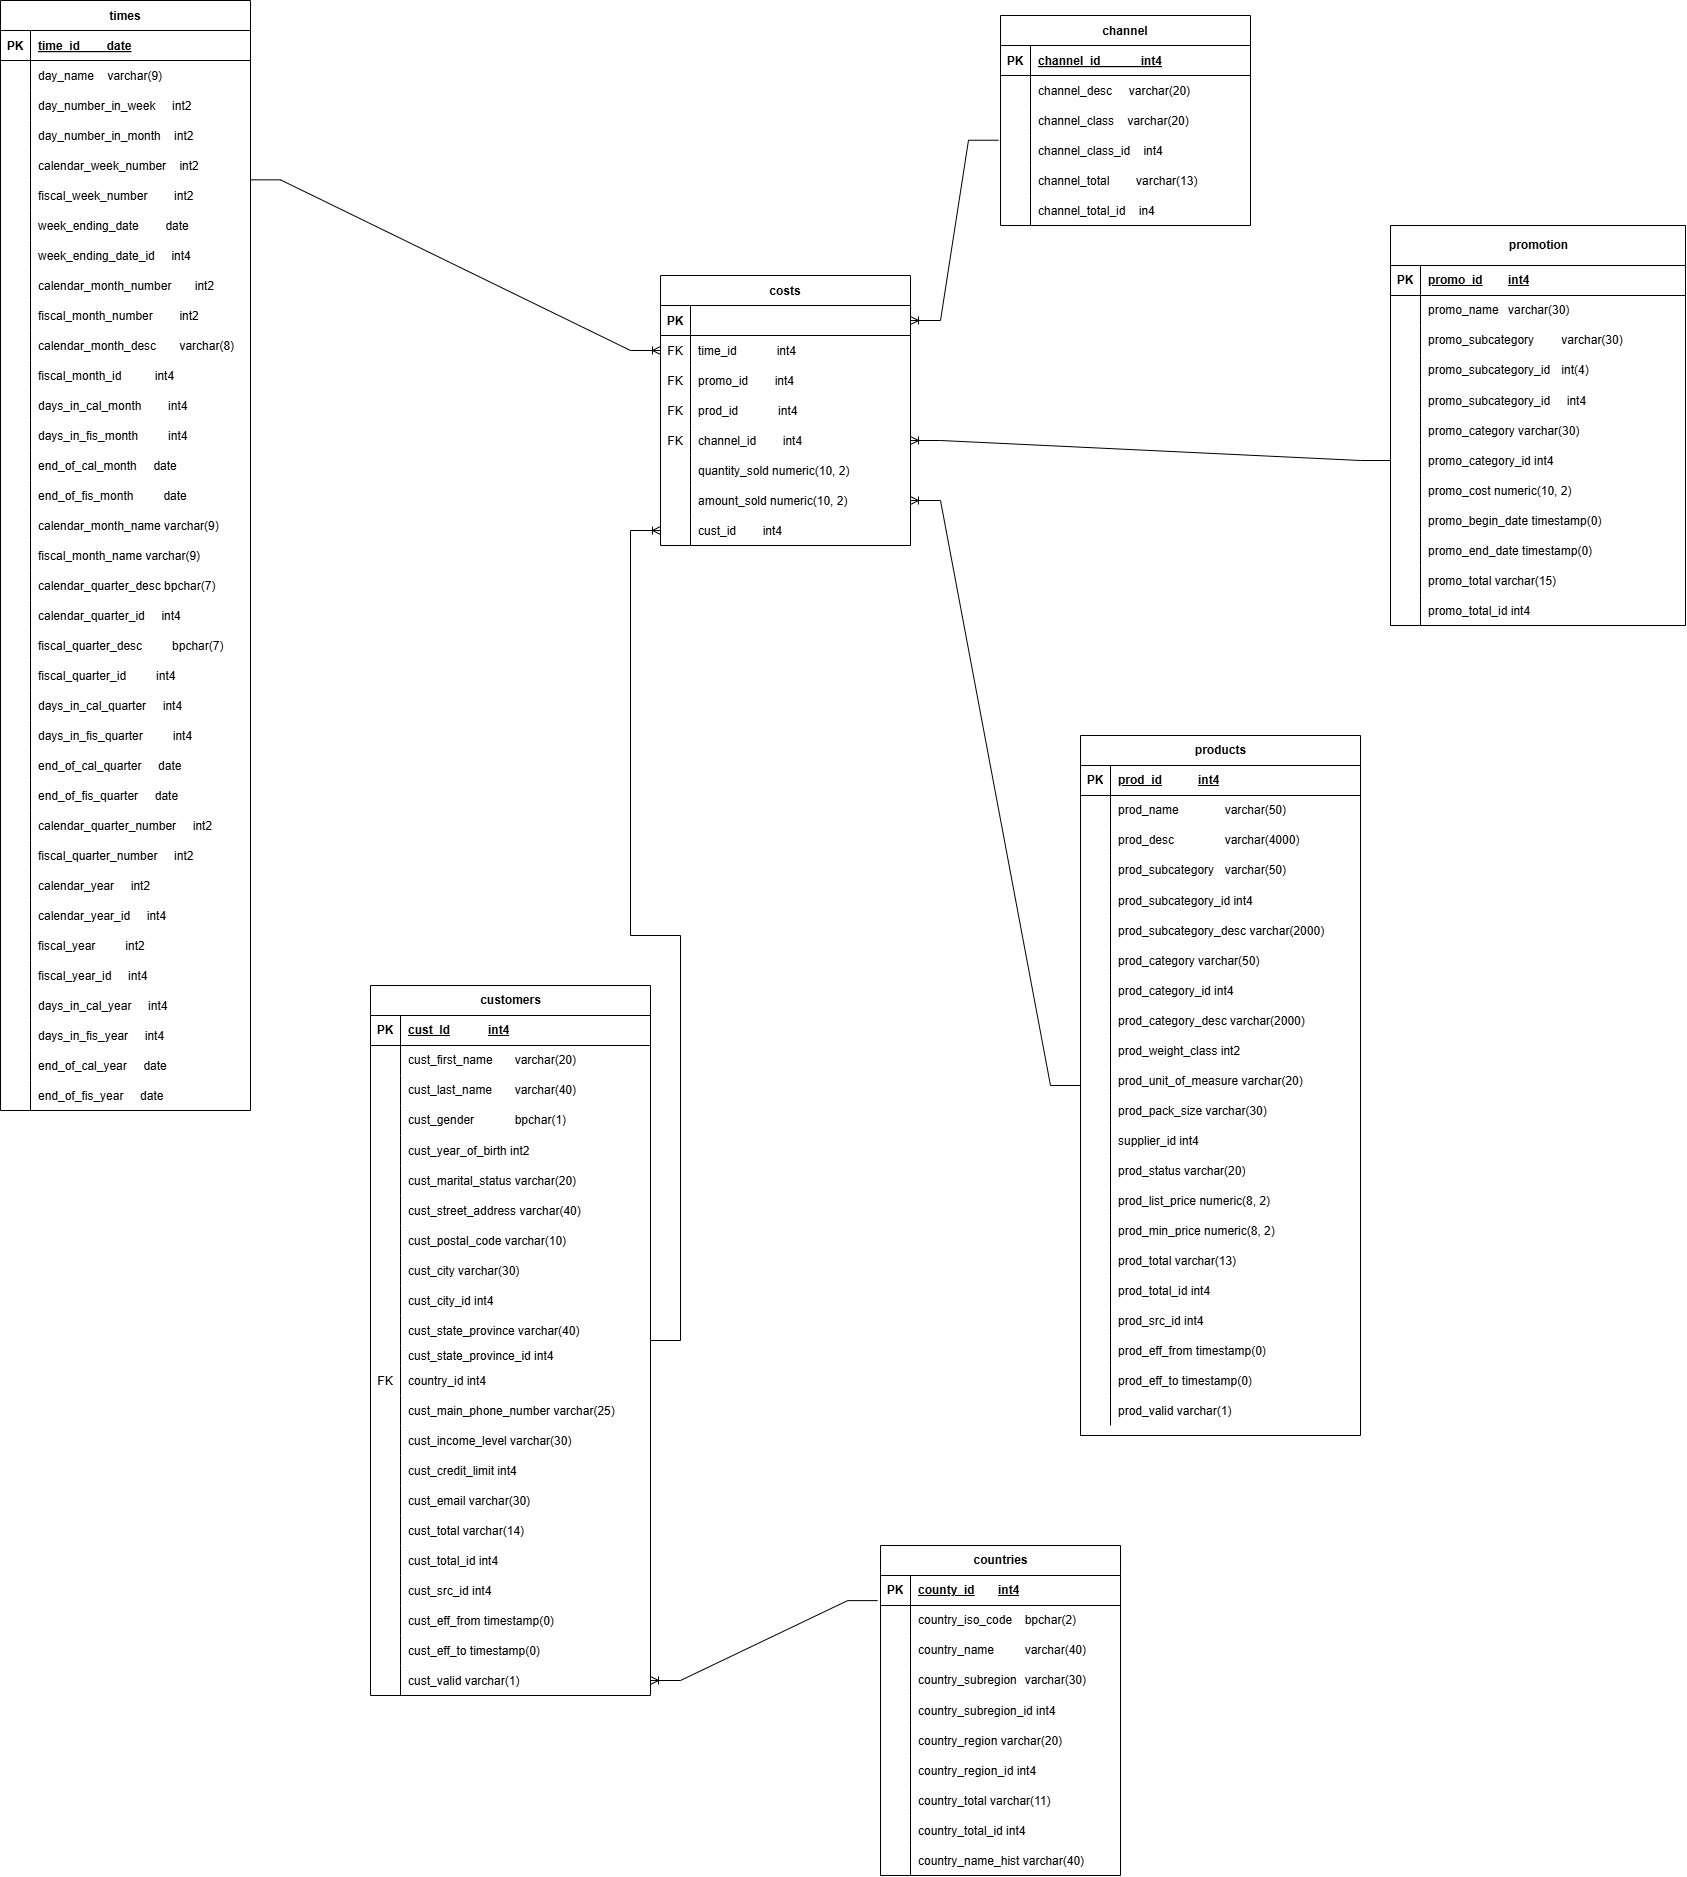 times
PK time_id date
day_name varchar(9)
day_number_in_week int2
day_number_in_month int2
calendar_week_number int2
fiscal_week_number int2
week_ending_date date
week_ending_date_id int4
calendar_month_number int2
fiscal_month_number int2
calendar_month_desc varchar(8)
fiscal_month_id int4
days_in_cal_month int4
days_in_fis_month int4
end_of_cal_month date
end_of_fis_month date
calendar_month_name varchar(9)
fiscal_month_name varchar(9)
calendar_quarter_desc bpchar(7)
calendar_quarter_id int4
fiscal_quarter_desc bpchar(7)
fiscal_quarter_id int4
days_in_cal_quarter int4
days_in_fis_quarter int4
end_of_cal_quarter date
end_of_fis_quarter date
calendar_quarter_number int2
fiscal_quarter_number int2
calendar_year int2
calendar_year_id int4
fiscal_year int2
fiscal_year_id int4
days_in_cal_year int4
days_in_fis_year int4
end_of_cal_year date
end_of_fis_year date
channel
PK channel_id int4
channel_desc varchar(20)
channel_class varchar(20)
channel_class_id int4
channel_total varchar(13)
channel_total_id in4
promotion
PK promo_id int4
promo_name varchar(30)
promo_subcategory varchar(30)
promo_subcategory_id int(4)
promo_subcategory_id int4
promo_category varchar(30)
promo_category_id int4
promo_cost numeric(10, 2)
promo_begin_date timestamp(0)
promo_end_date timestamp(0)
promo_total varchar(15)
promo_total_id int4
costs
PK
FK time_id int4
FK promo_id int4
FK prod_id int4
FK channel_id int4
quantity_sold numeric(10, 2)
amount_sold numeric(10, 2)
cust_id int4
products
PK prod_id int4
prod_name varchar(50)
prod_desc varchar(4000)
prod_subcategory varchar(50)
prod_subcategory_id int4
prod_subcategory_desc varchar(2000)
prod_category varchar(50)
prod_category_id int4
prod_category_desc varchar(2000)
prod_weight_class int2
prod_unit_of_measure varchar(20)
prod_pack_size varchar(30)
supplier_id int4
prod_status varchar(20)
prod_list_price numeric(8, 2)
prod_min_price numeric(8, 2)
prod_total varchar(13)
prod_total_id int4
prod_src_id int4
prod_eff_from timestamp(0)
prod_eff_to timestamp(0)
prod_valid varchar(1)
customers
PK cust_Id int4
cust_first_name varchar(20)
cust_last_name varchar(40)
cust_gender bpchar(1)
cust_year_of_birth int2
cust_marital_status varchar(20)
cust_street_address varchar(40)
cust_postal_code varchar(10)
cust_city varchar(30)
cust_city_id int4
cust_state_province varchar(40)
cust_state_province_id int4
FK country_id int4
cust_main_phone_number varchar(25)
cust_income_level varchar(30)
cust_credit_limit int4
cust_email varchar(30)
cust_total varchar(14)
cust_total_id int4
cust_src_id int4
cust_eff_from timestamp(0)
cust_eff_to timestamp(0)
cust_valid varchar(1)
countries
PK county_id int4
country_iso_code bpchar(2)
country_name varchar(40)
country_subregion varchar(30)
country_subregion_id int4
country_region varchar(20)
country_region_id int4
country_total varchar(11)
country_total_id int4
country_name_hist varchar(40)